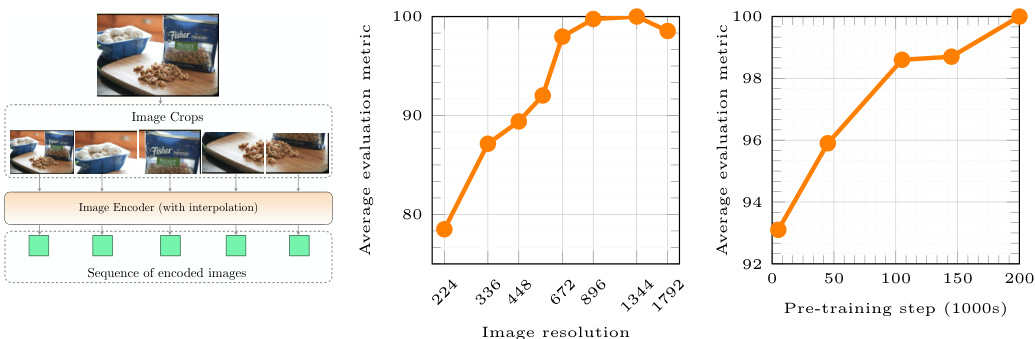 Fisher
Image Crops
Fisher
Image Encoder (with interpolation)
Sequence of encoded images
Average evaluation metric
100
90
80
224
336
448
672
896
1344
1792
Image resolution
Average evaluation metric
100
98
96
94
92
0
50
100
150
200
Pre-training step (1000s)